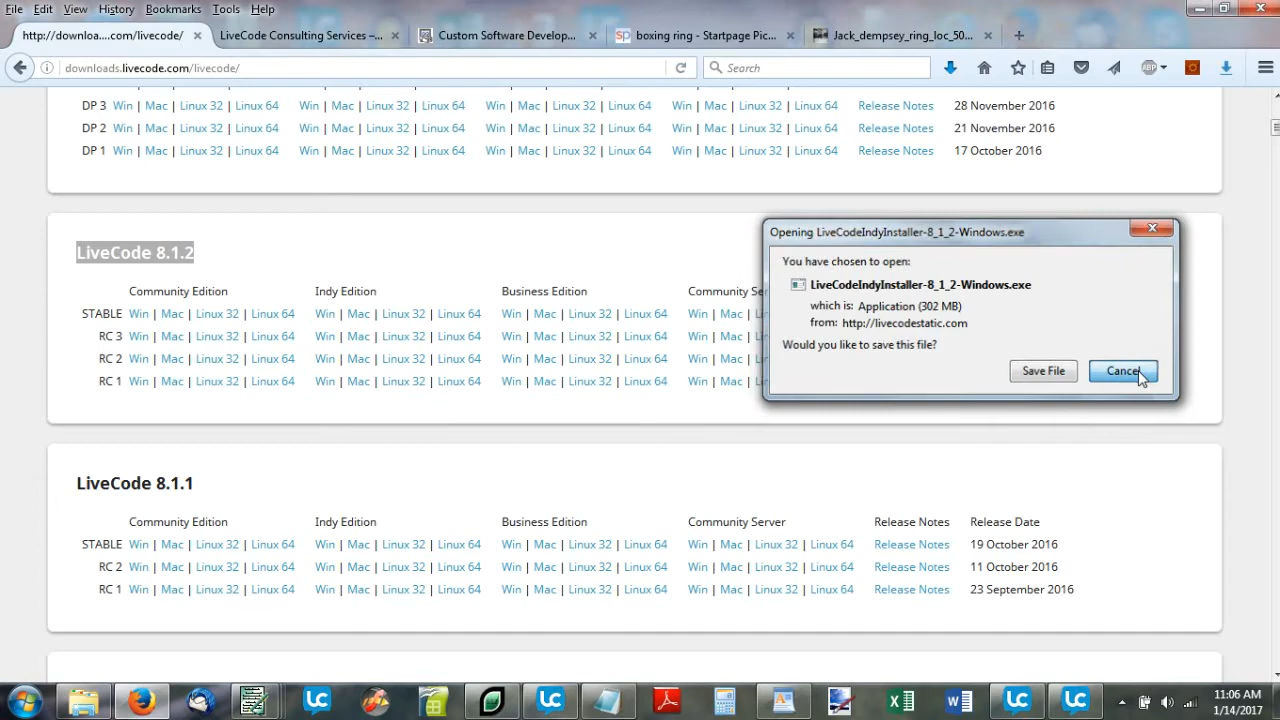 File Edit View History Bookmarks Tools Help
http://downloa....com/livecode/ LiveCode Consulting Services –... Custom Software Develop... boxing ring - Startpage Pic... Jack_dempsey_ring_loc_50...
downloads.livecode.com/livecode/ Search ABP
DP 3 Win | Mac | Linux 32 | Linux 64 Win | Mac | Linux 32 | Linux 64 Win | Mac | Linux 32 | Linux 64 Win | Mac | Linux 32 | Linux 64 Release Notes 28 November 2016
DP 2 Win | Mac | Linux 32 | Linux 64 Win | Mac | Linux 32 | Linux 64 Win | Mac | Linux 32 | Linux 64 Win | Mac | Linux 32 | Linux 64 Release Notes 21 November 2016
DP 1 Win | Mac | Linux 32 | Linux 64 Win | Mac | Linux 32 | Linux 64 Win | Mac | Linux 32 | Linux 64 Win | Mac | Linux 32 | Linux 64 Release Notes 17 October 2016
LiveCode 8.1.2
Community Edition Indy Edition Business Edition Community Se
STABLE Win | Mac | Linux 32 | Linux 64 Win | Mac | Linux 32 | Linux 64 Win | Mac | Linux 32 | Linux 64 Win | Mac |
RC 3 Win | Mac | Linux 32 | Linux 64 Win | Mac | Linux 32 | Linux 64 Win | Mac | Linux 32 | Linux 64 Win | Mac |
RC 2 Win | Mac | Linux 32 | Linux 64 Win | Mac | Linux 32 | Linux 64 Win | Mac | Linux 32 | Linux 64 Win | Mac |
RC 1 Win | Mac | Linux 32 | Linux 64 Win | Mac | Linux 32 | Linux 64 Win | Mac | Linux 32 | Linux 64 Win | Mac |
Opening LiveCodeIndyInstaller-8_1_2-Windows.exe
You have chosen to open:
LiveCodeIndyInstaller-8_1_2-Windows.exe
which is: Application (302 MB)
from: http://livecodestatic.com
Would you like to save this file?
Save File Cancel
LiveCode 8.1.1
Community Edition Indy Edition Business Edition Community Server Release Notes Release Date
STABLE Win | Mac | Linux 32 | Linux 64 Win | Mac | Linux 32 | Linux 64 Win | Mac | Linux 32 | Linux 64 Win | Mac | Linux 32 | Linux 64 Release Notes 19 October 2016
RC 2 Win | Mac | Linux 32 | Linux 64 Win | Mac | Linux 32 | Linux 64 Win | Mac | Linux 32 | Linux 64 Win | Mac | Linux 32 | Linux 64 Release Notes 11 October 2016
RC 1 Win | Mac | Linux 32 | Linux 64 Win | Mac | Linux 32 | Linux 64 Win | Mac | Linux 32 | Linux 64 Win | Mac | Linux 32 | Linux 64 Release Notes 23 September 2016
LC LC LC LC
11:06 AM
1/14/2017